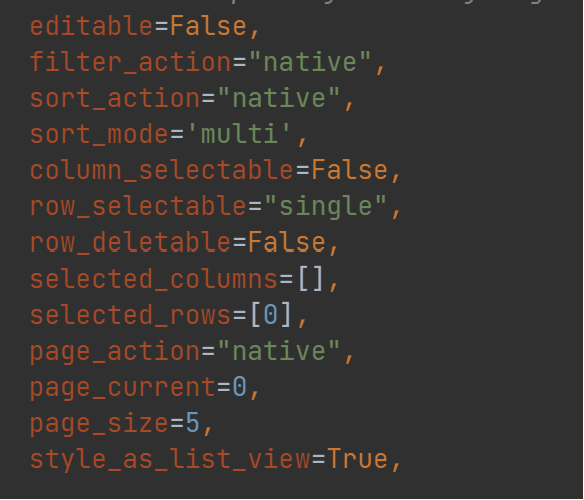 editable=False,
filter_action="native",
sort_action="native",
sort_mode='multi',
column_selectable=False,
row_selectable="single",
row_deletable=False,
selected_columns=[],
selected_rows=[0],
page_action="native",
page_current=0,
page_size=5,
style_as_list_view=True,